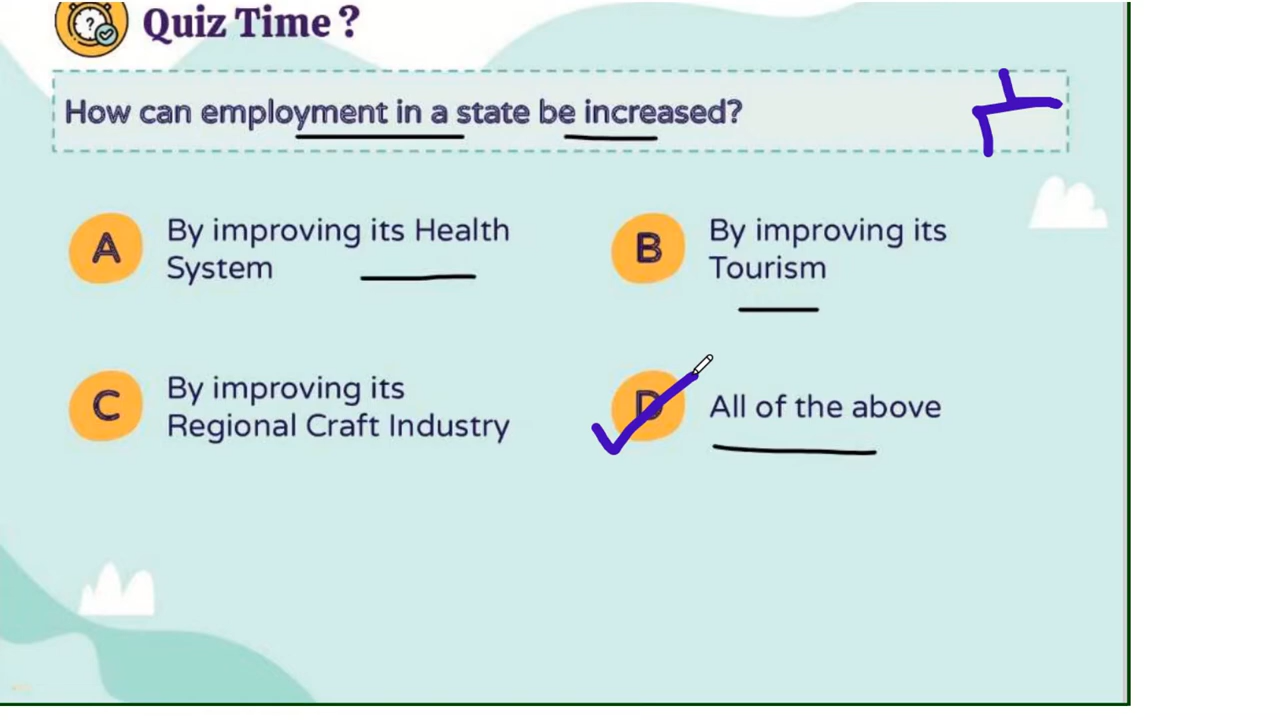 Quiz Time ?
How can employment in a state be increased?
A
By improving its Health
System
B
By improving its
Tourism
C
By improving its
Regional Craft Industry
D
All of the above